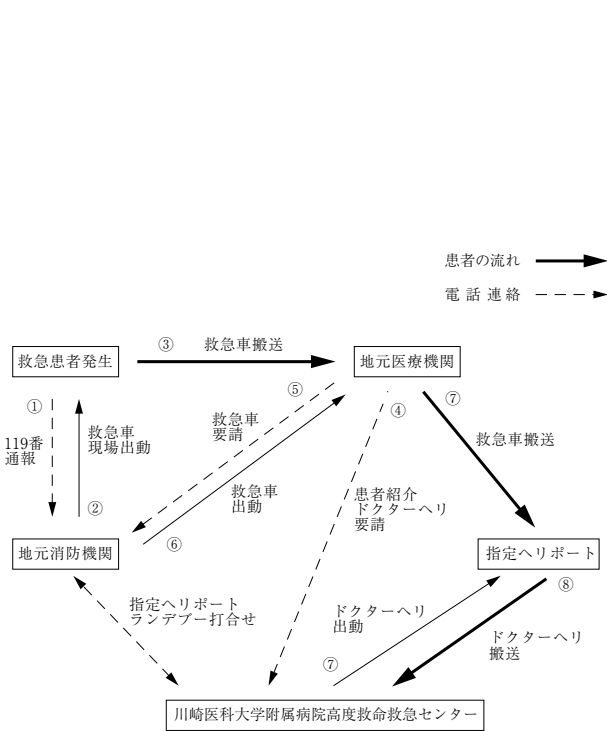 患者の流れ
電話連絡
③ 救急車搬送
救急患者発生
地元医療機関
①
119番
通報
救急車
現場出動
②
⑤
救急車
要請
救急車
出動
⑥
④
患者紹介
ドクターヘリ
要請
⑦
救急車搬送
地元消防機関
指定ヘリポート
指定ヘリポート
ランデブー打合せ
ドクターヘリ
出動
⑦
⑧
ドクターヘリ
搬送
川崎医科大学附属病院高度救命救急センター